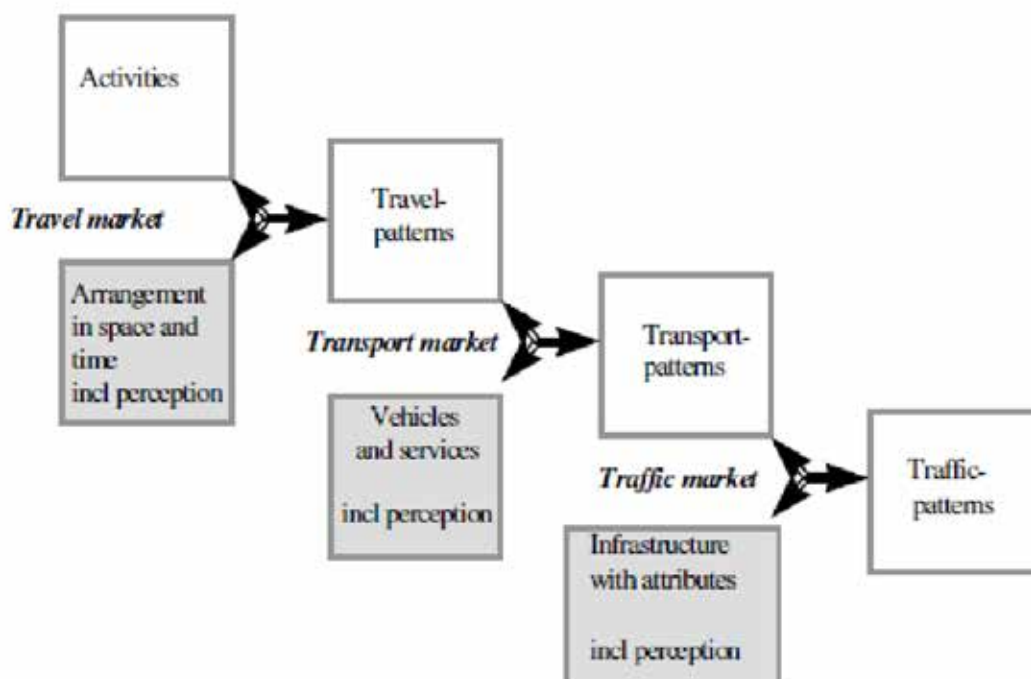 Activities
Travel market
Arrangement
in space and
time
incl perception
Travel-
patterns
Transport market
Vehicles
and services
incl perception
Transport-
patterns
Traffic market
Infrastructure
with attributes
incl perception
Traffic-
patterns